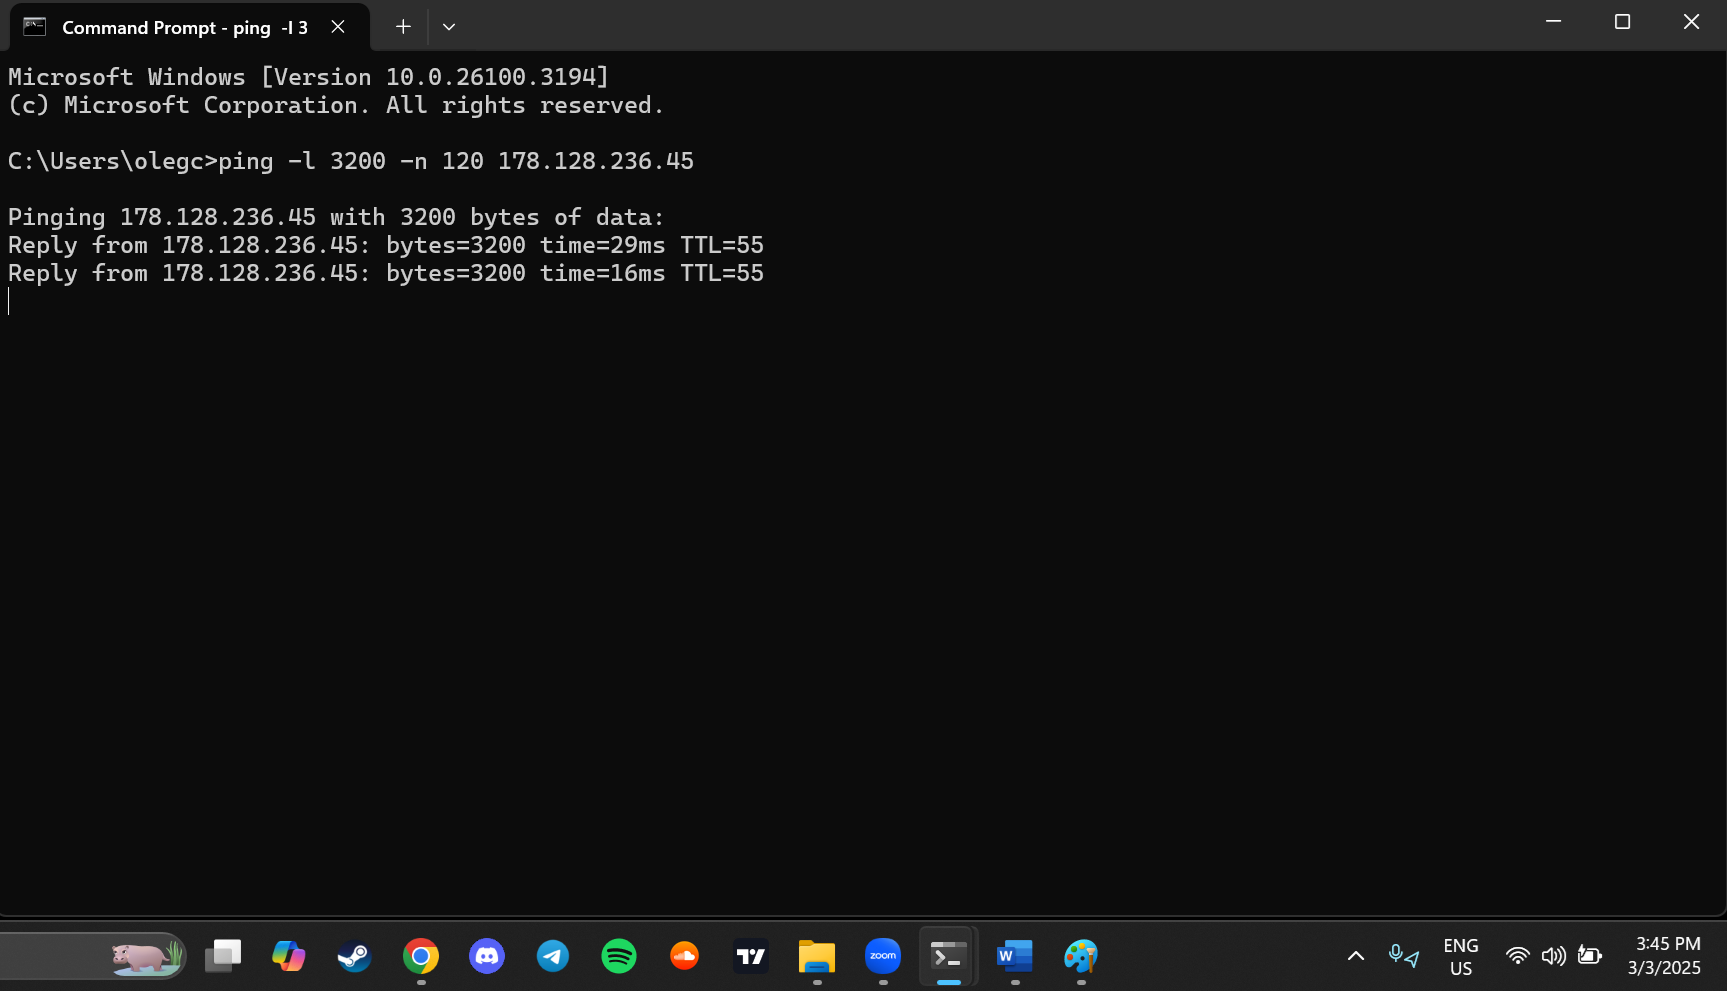 Command Prompt - ping -l 3
Microsoft Windows [Version 10.0.26100.3194]
(c) Microsoft Corporation. All rights reserved.
C:\Users\olegc>ping -l 3200 -n 120 178.128.236.45
Pinging 178.128.236.45 with 3200 bytes of data:
Reply from 178.128.236.45: bytes=3200 time=29ms TTL=55
Reply from 178.128.236.45: bytes=3200 time=16ms TTL=55
zoom
W
ENG
US
3:45 PM
3/3/2025